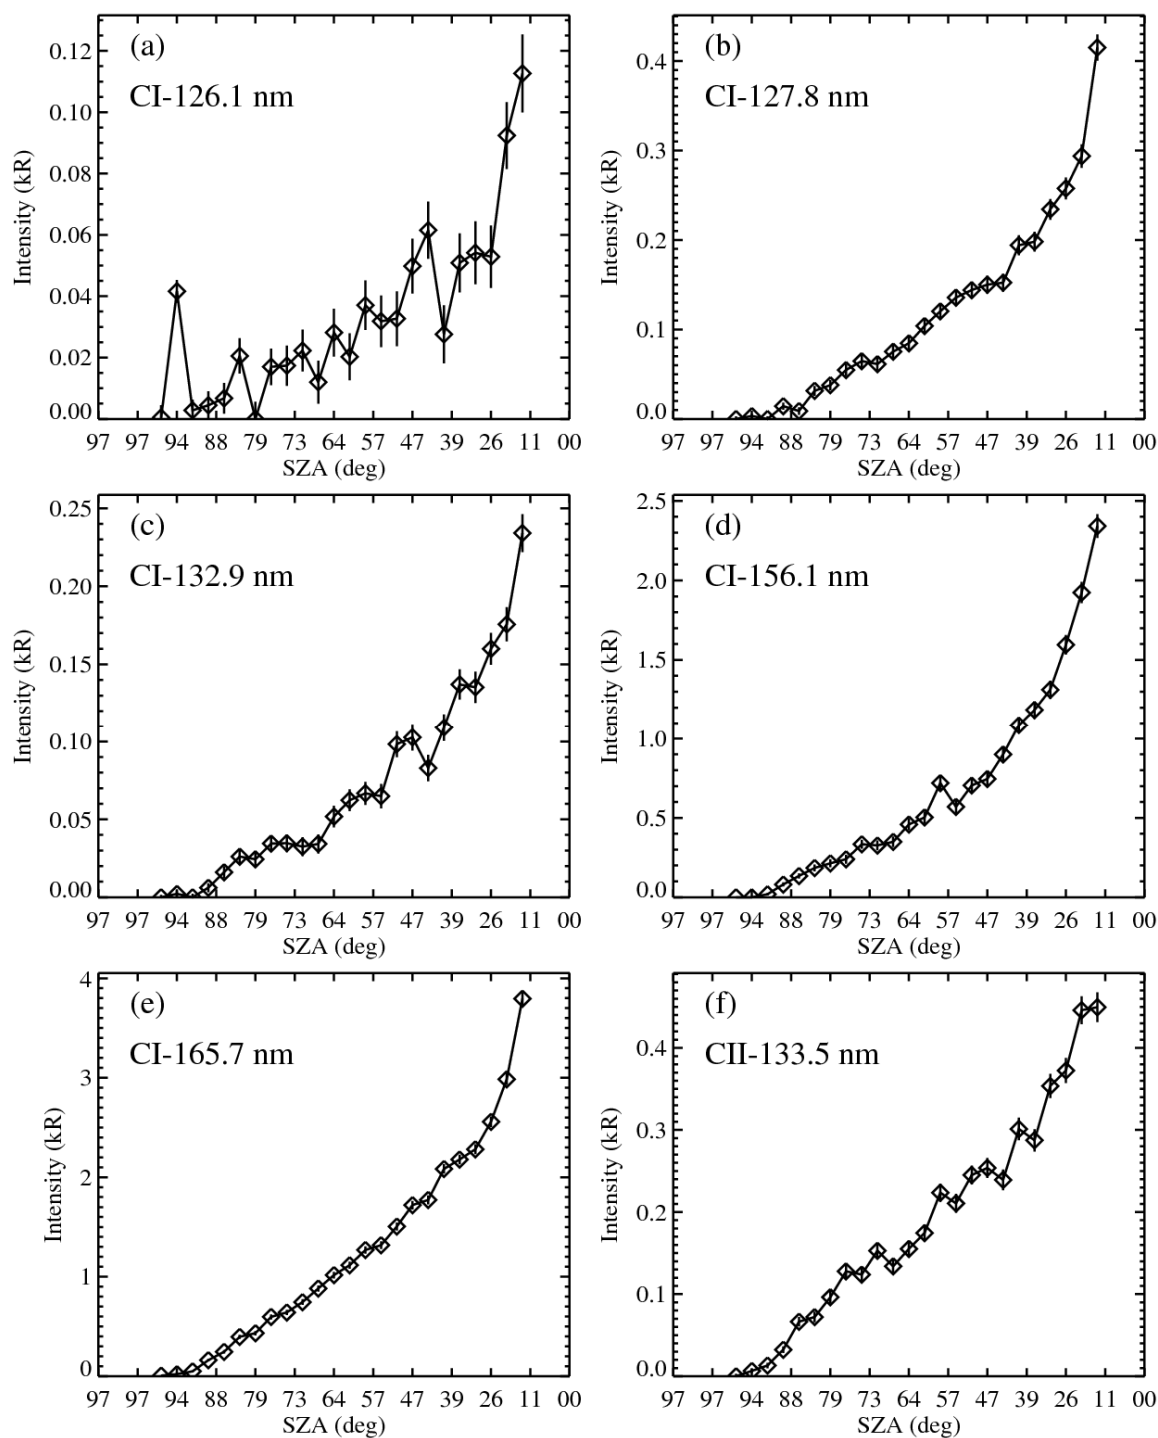 (a)
CI-126.1 nm
Intensity (kR)
0.12
0.10
0.08
0.06
0.04
0.02
0.00
97 97 94 88 79 73 64 57 47 39 26 11 00
SZA (deg)
(b)
CI-127.8 nm
Intensity (kR)
0.4
0.3
0.2
0.1
0.0
97 97 94 88 79 73 64 57 47 39 26 11 00
SZA (deg)
(c)
CI-132.9 nm
Intensity (kR)
0.25
0.20
0.15
0.10
0.05
0.00
97 97 94 88 79 73 64 57 47 39 26 11 00
SZA (deg)
(d)
CI-156.1 nm
Intensity (kR)
2.5
2.0
1.5
1.0
0.5
0.0
97 97 94 88 79 73 64 57 47 39 26 11 00
SZA (deg)
(e)
CI-165.7 nm
Intensity (kR)
4
3
2
1
0
97 97 94 88 79 73 64 57 47 39 26 11 00
SZA (deg)
(f)
CII-133.5 nm
Intensity (kR)
0.4
0.3
0.2
0.1
0.0
97 97 94 88 79 73 64 57 47 39 26 11 00
SZA (deg)